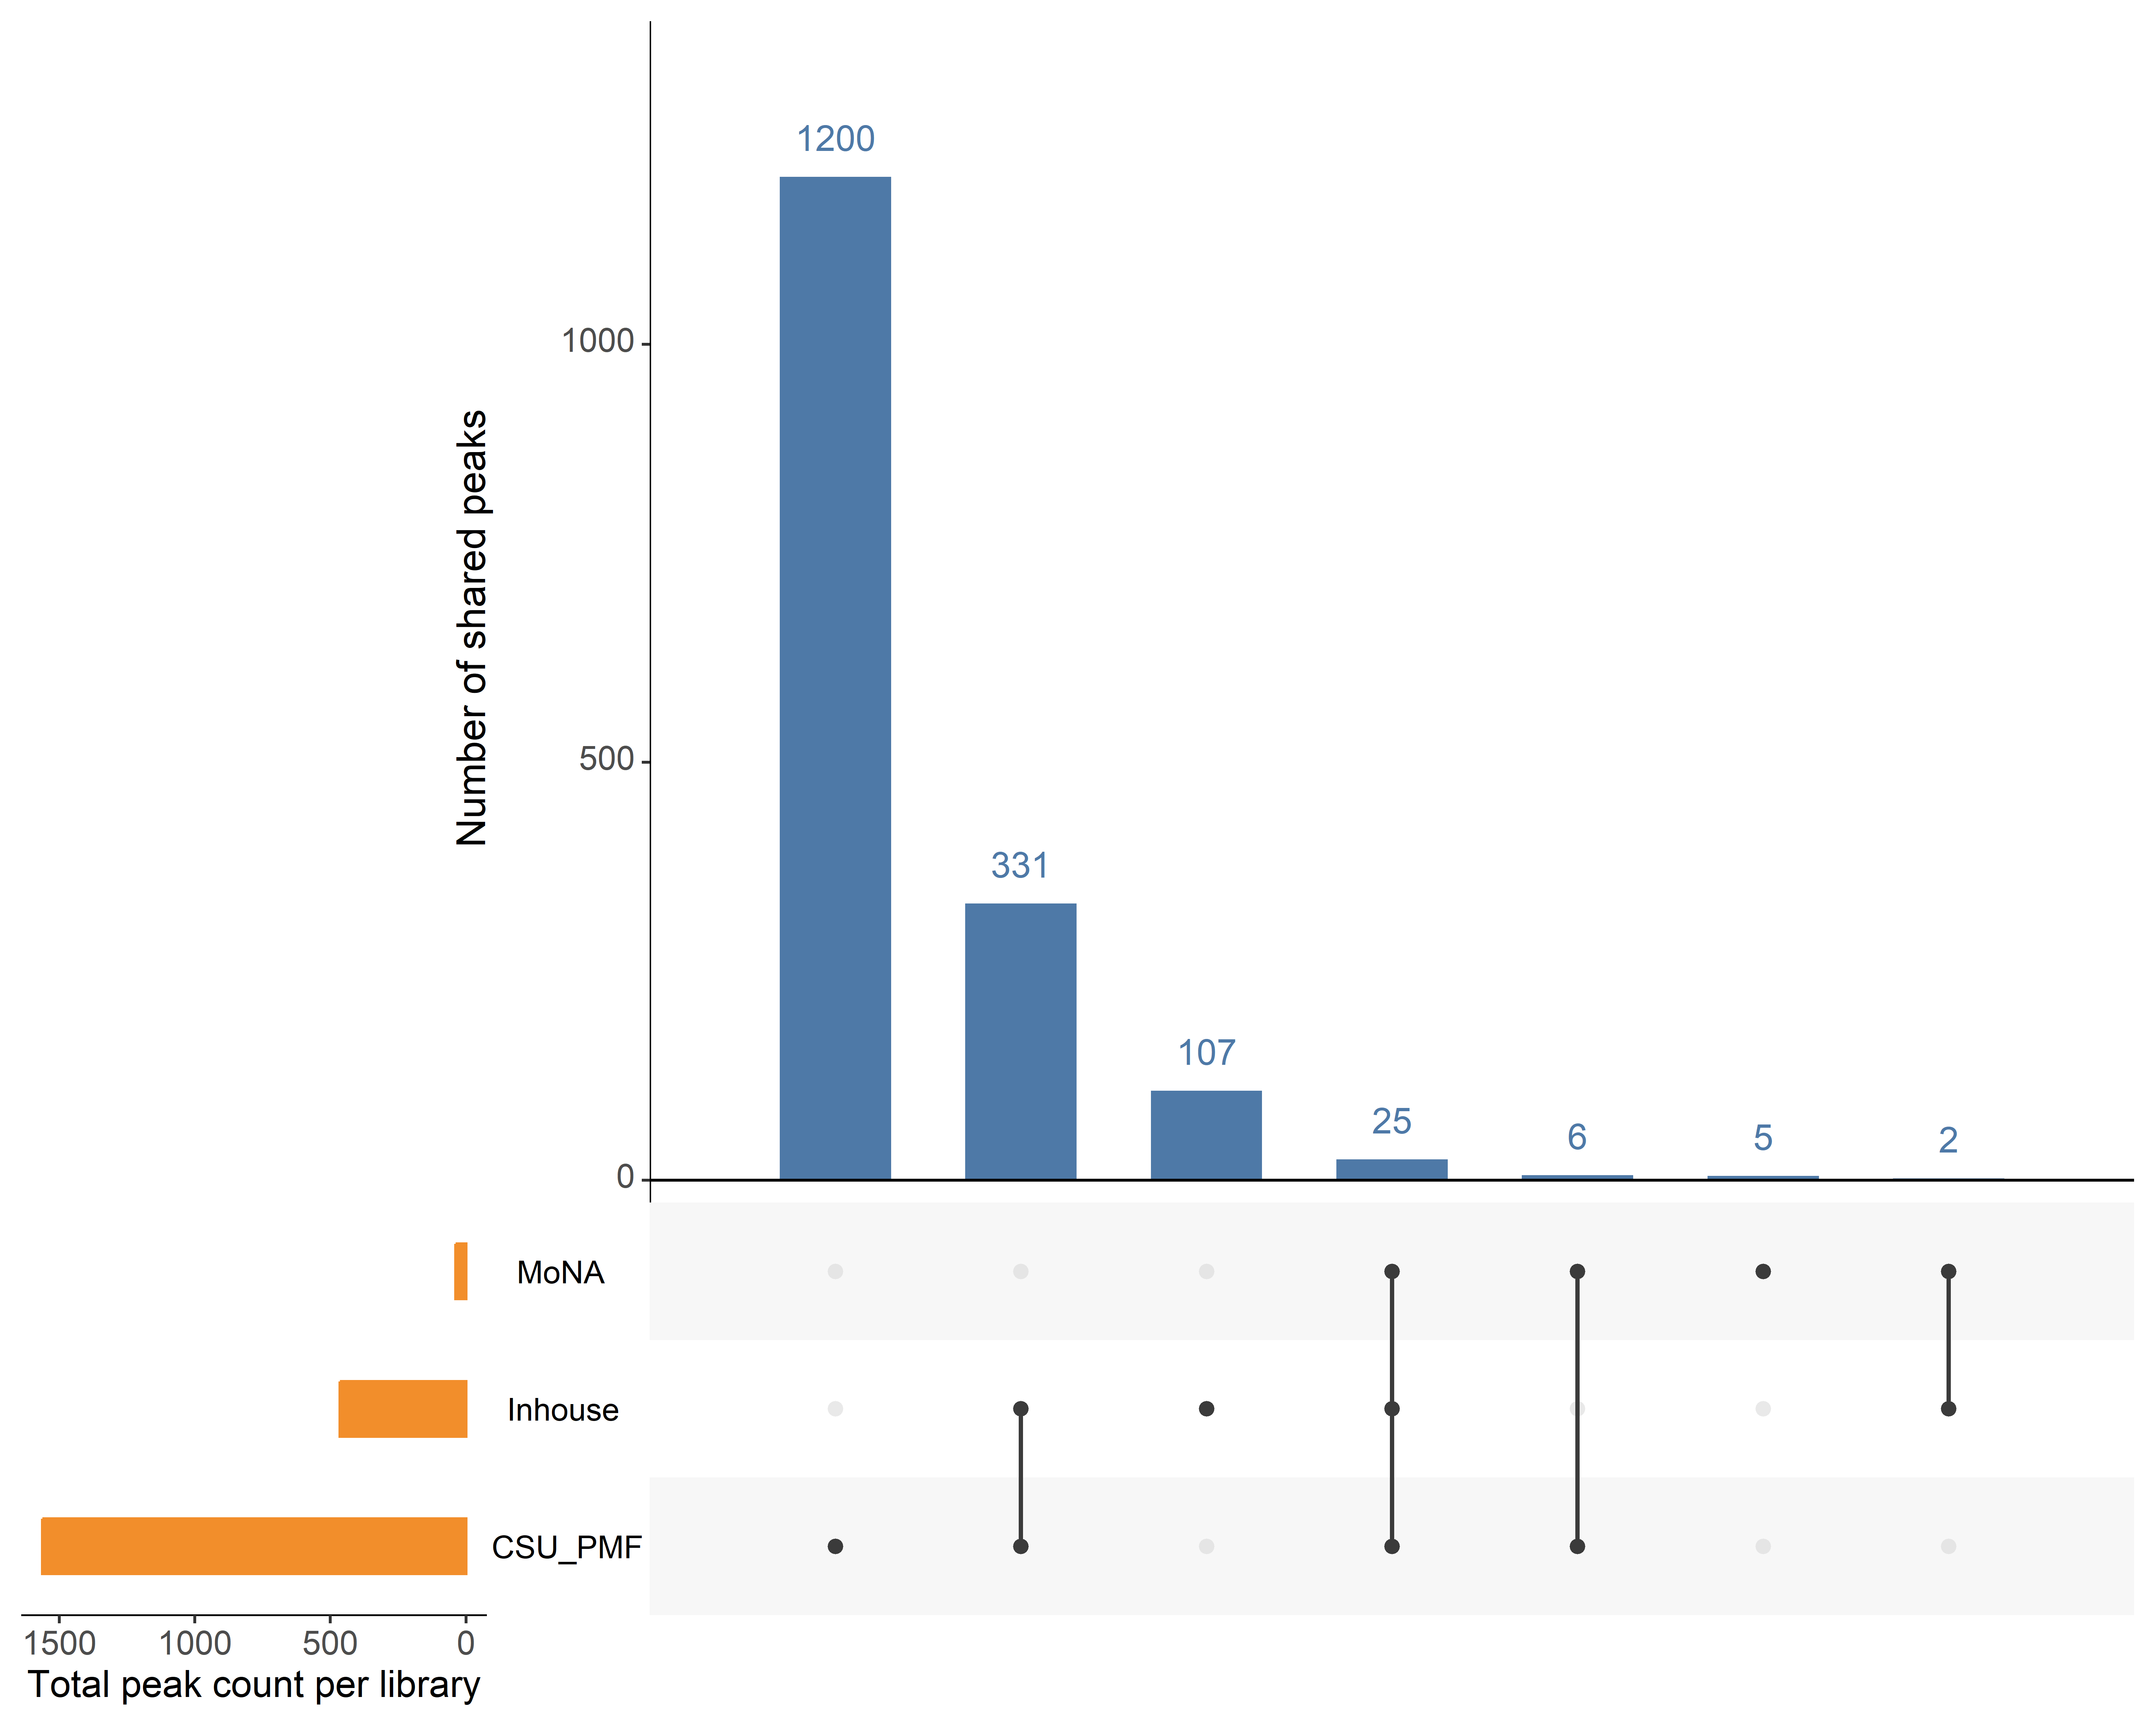 1200
1000
Number of shared peaks
500
331
107
25
6
5
2
0
MoNA
Inhouse
CSU_PMF
1500 1000 500 0
Total peak count per library